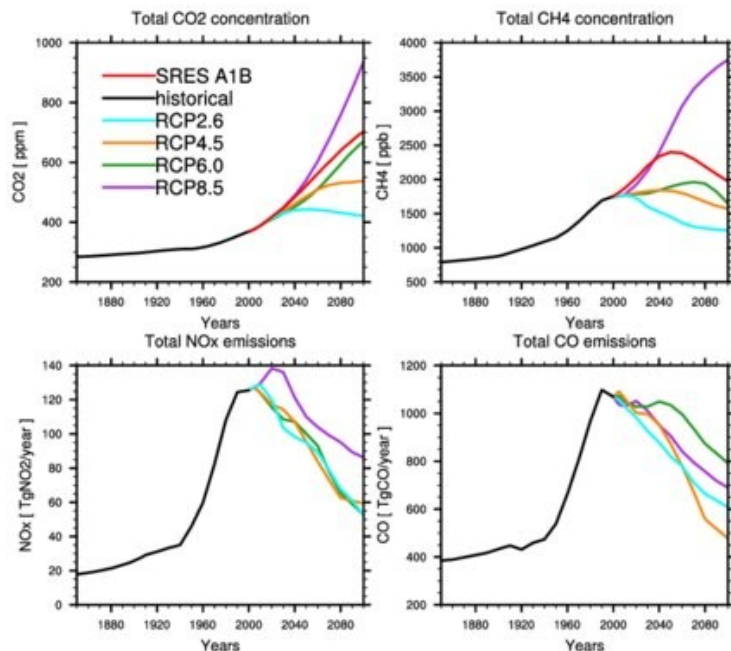 Total CO2 concentration
1000
800
600
400
200
CO2 [ ppm ]
SRES A1B
historical
RCP2.6
RCP4.5
RCP6.0
RCP8.5
1880 1920 1960 2000 2040 2080
Years
Total CH4 concentration
4000
3500
3000
2500
2000
1500
1000
500
CH4 [ ppb ]
1880 1920 1960 2000 2040 2080
Years
Total NOx emissions
140
120
100
80
60
40
20
0
NOx [ TgNO2/year ]
1880 1920 1960 2000 2040 2080
Years
Total CO emissions
1200
1000
800
600
400
200
CO [ TgCO/year ]
1880 1920 1960 2000 2040 2080
Years